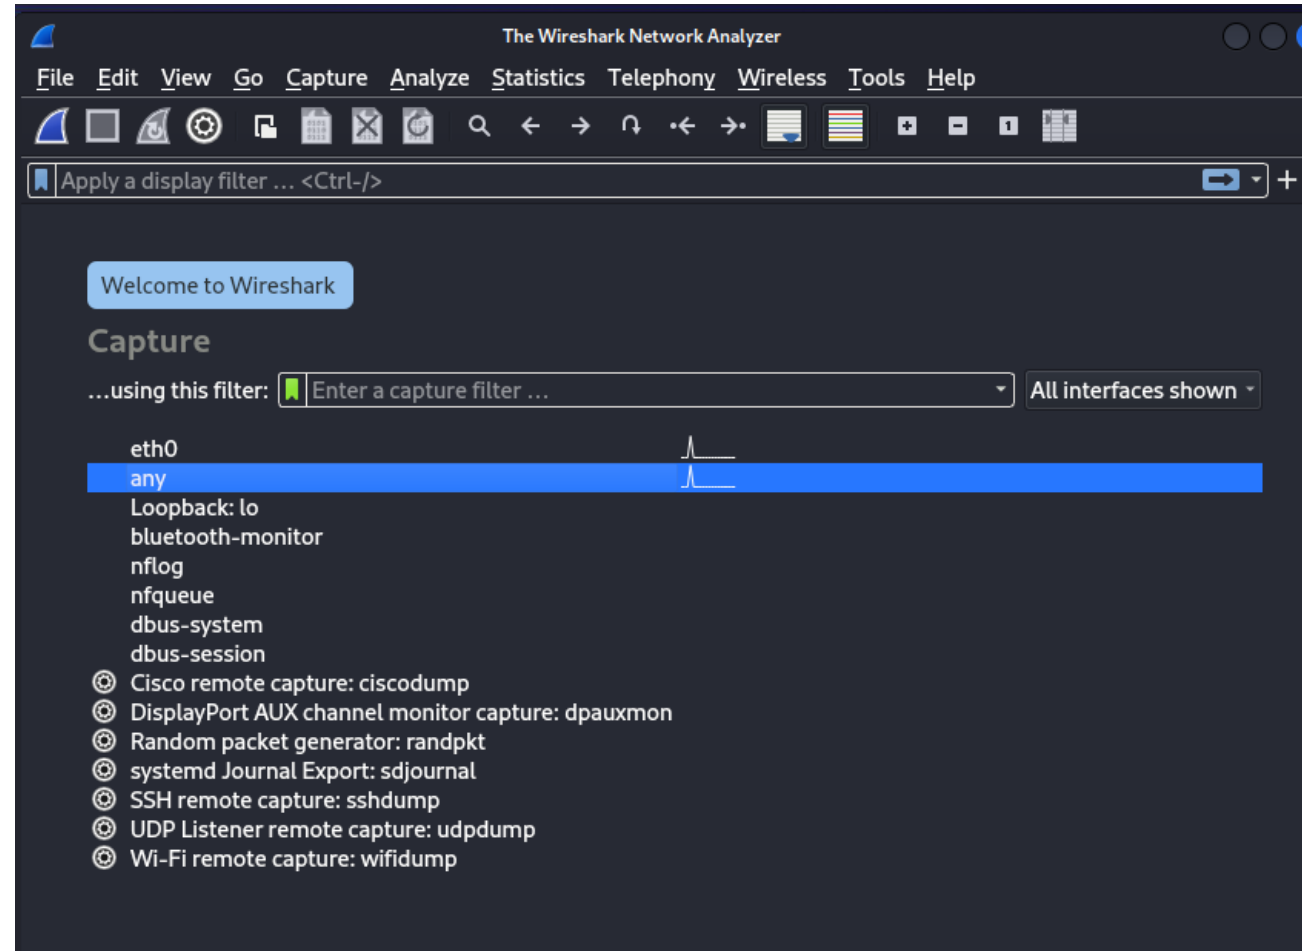 The Wireshark Network Analyzer
File Edit View Go Capture Analyze Statistics Telephony Wireless Tools Help
1
Apply a display filter … <Ctrl-/>
+
Welcome to Wireshark
Capture
…using this filter: Enter a capture filter … All interfaces shown
eth0
any
Loopback: lo
bluetooth-monitor
nflog
nfqueue
dbus-system
dbus-session
Cisco remote capture: ciscodump
DisplayPort AUX channel monitor capture: dpauxmon
Random packet generator: randpkt
systemd Journal Export: sdjournal
SSH remote capture: sshdump
UDP Listener remote capture: udpdump
Wi-Fi remote capture: wifidump